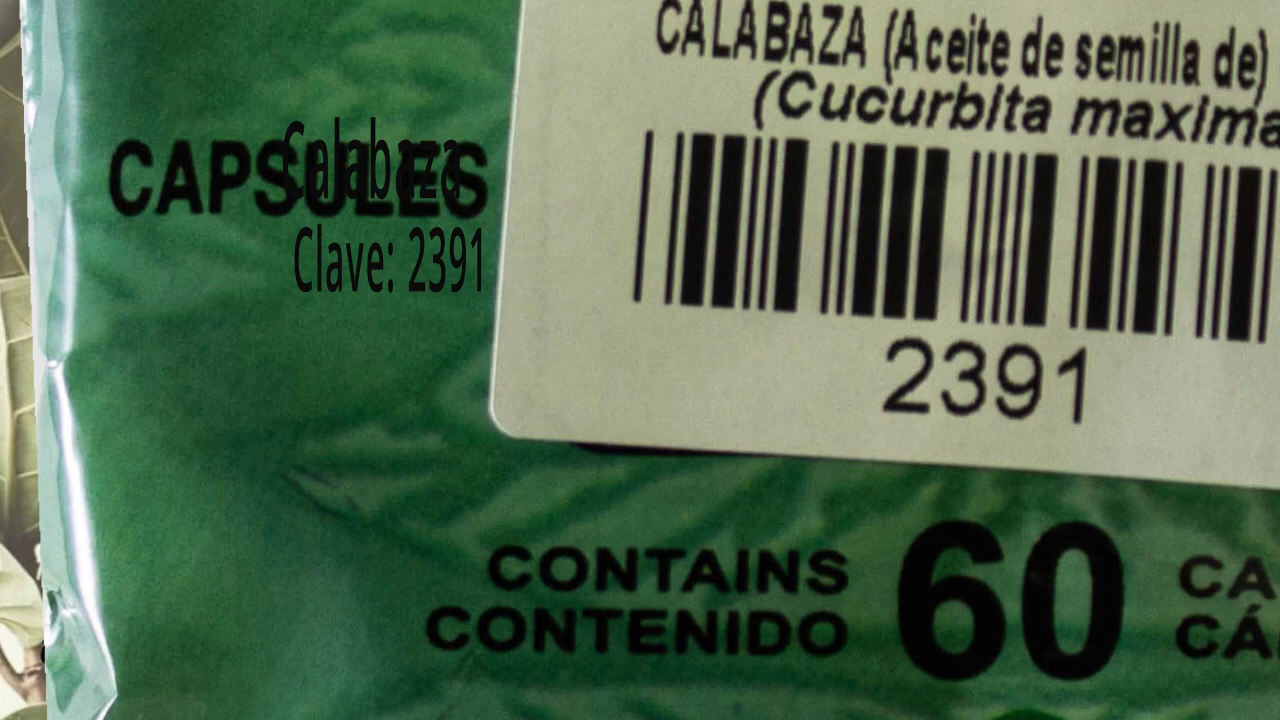 CALABAZA (Aceite de semilla de)
(Cucurbita maxima
CAPSULES
Calabaza
Clave: 2391
2391
CONTAINS 60 CA
CONTENIDO CÁ